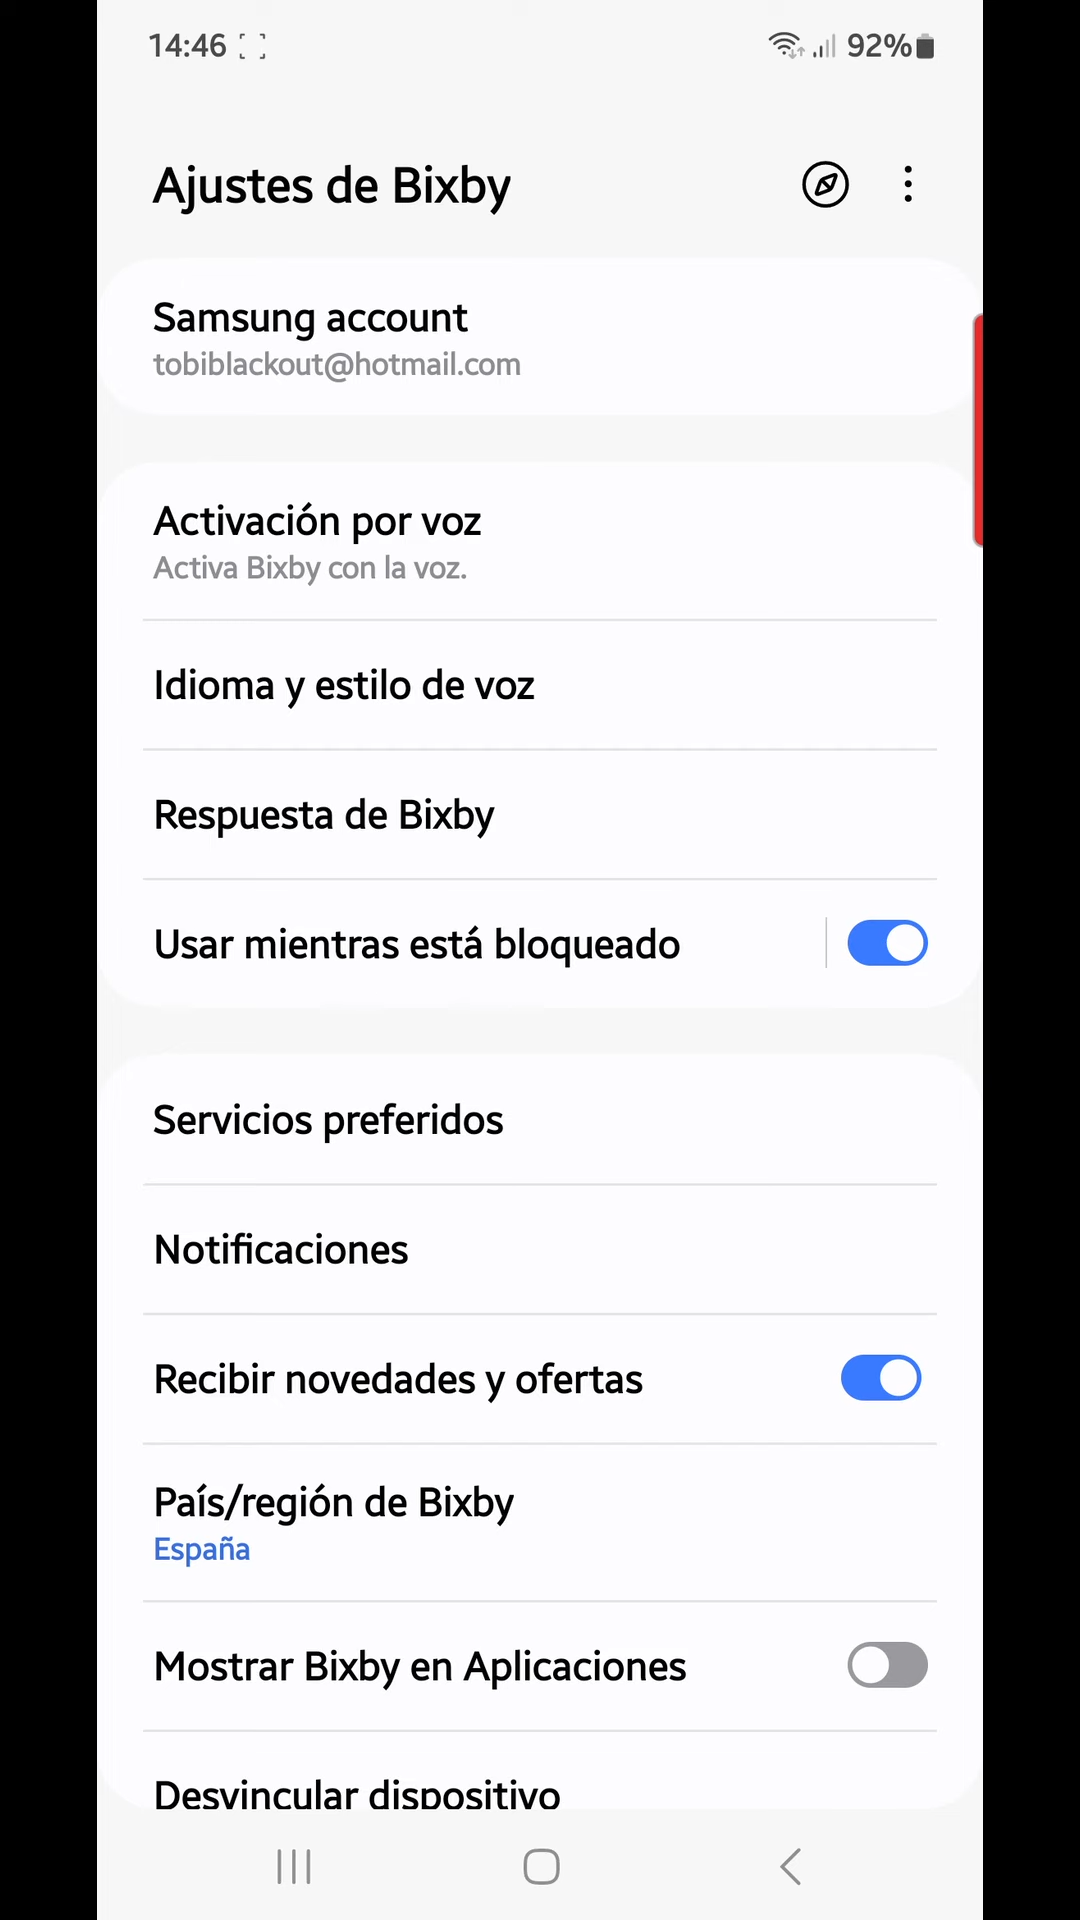 14:46
92%
Ajustes de Bixby
Samsung account
tobiblackout@hotmail.com
Activación por voz
Activa Bixby con la voz.
Idioma y estilo de voz
Respuesta de Bixby
Usar mientras está bloqueado
Servicios preferidos
Notificaciones
Recibir novedades y ofertas
País/región de Bixby
España
Mostrar Bixby en Aplicaciones
Desvincular dispositivo